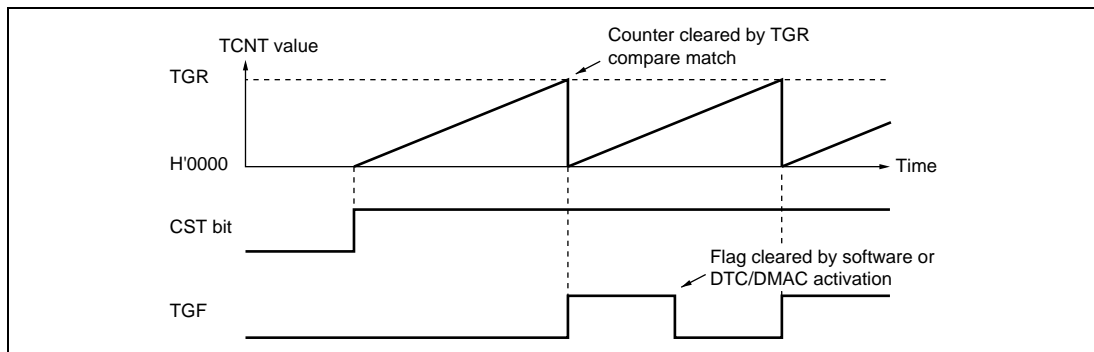 Counter cleared by TGR
compare match
TCNT value
TGR
H'0000
Time
CST bit
Flag cleared by software or
DTC/DMAC activation
TGF